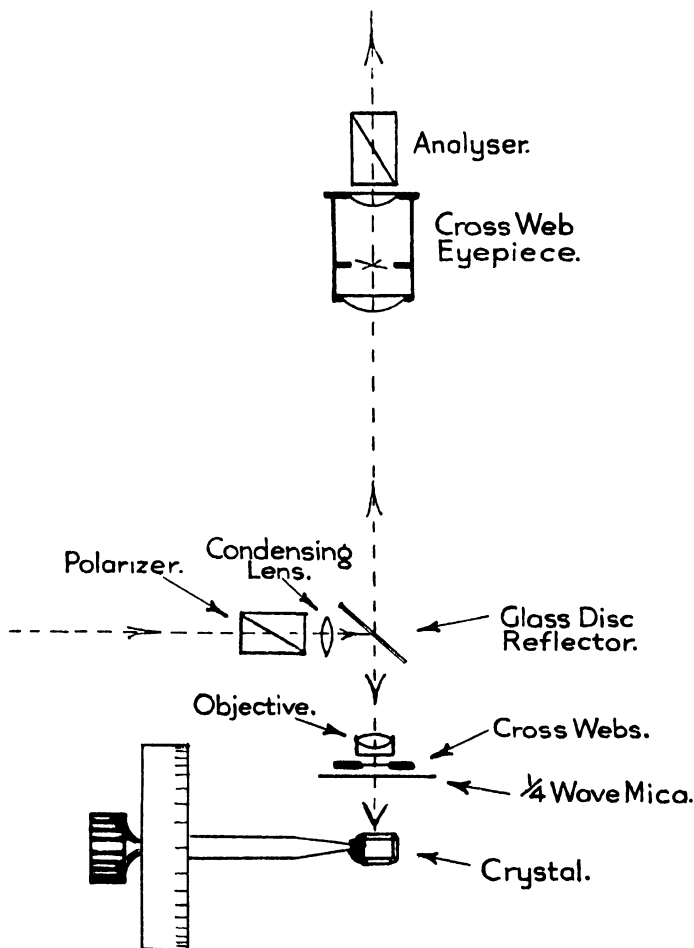 Analyser.
Cross Web
Eyepiece.
Condensing
Lens.
Polarizer.
Glass Disc
Reflector.
Objective.
Cross Webs.
¼ Wave Mica.
Crystal.